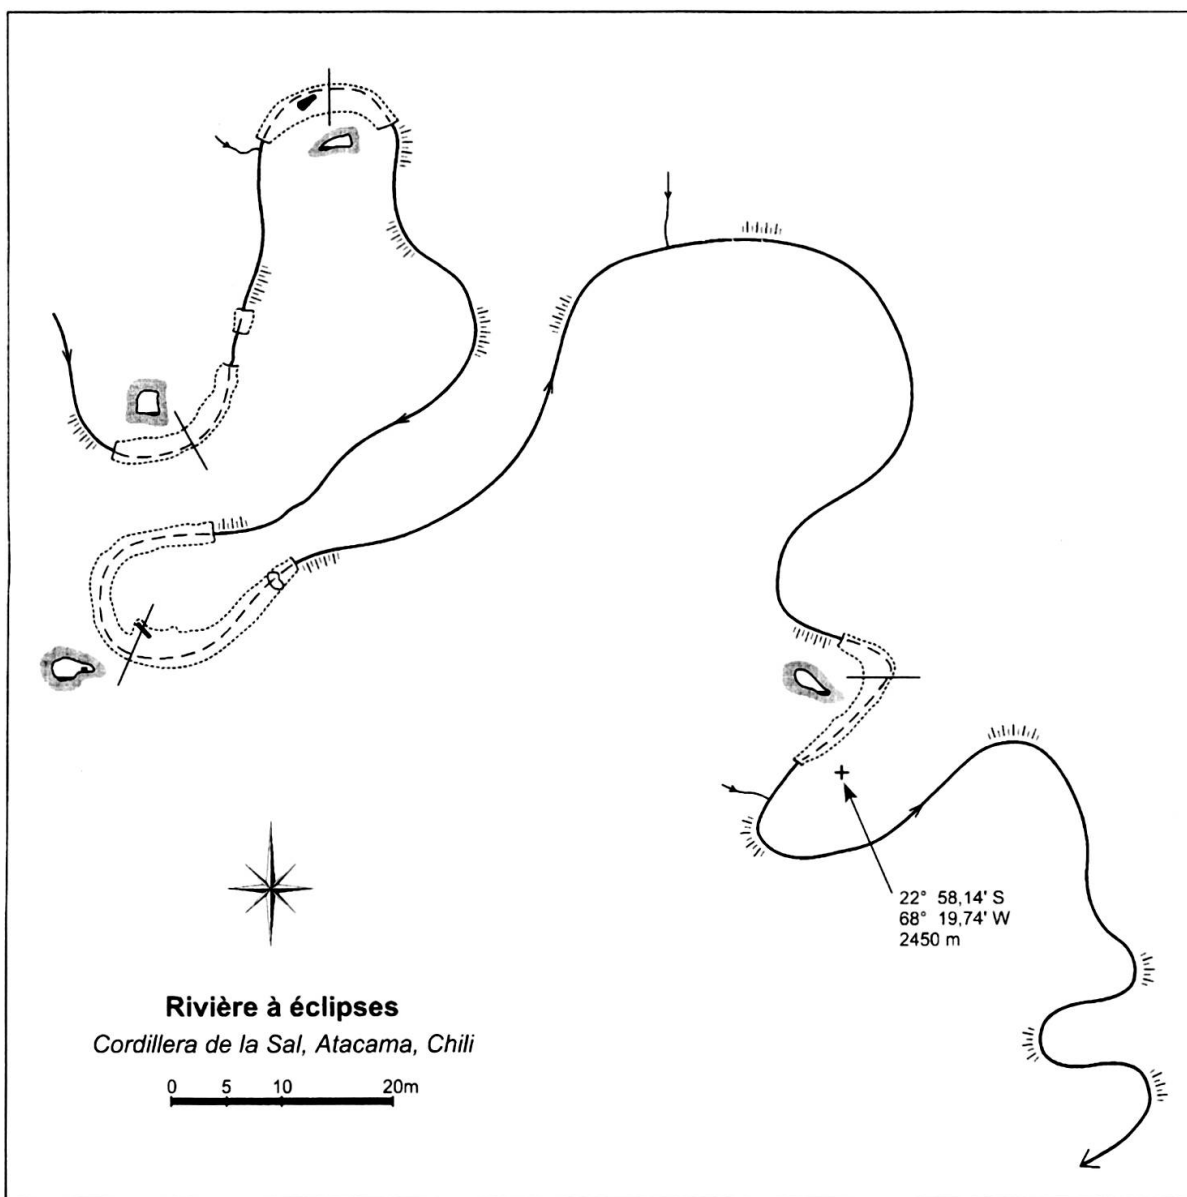 22° 58,14' S
68° 19,74' W
2450 m
Rivière à éclipses
Cordillera de la Sal, Atacama, Chili
0 5 10 20m